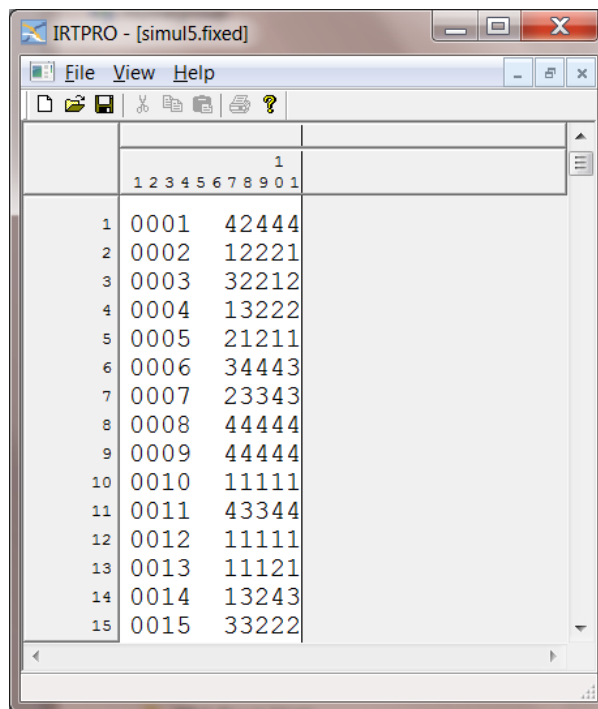 IRTPRO - [simul5.fixed]
File View Help
1
1 2 3 4 5 6 7 8 9 0 1
1 0001 42444
2 0002 12221
3 0003 32212
4 0004 13222
5 0005 21211
6 0006 34443
7 0007 23343
8 0008 44444
9 0009 44444
10 0010 11111
11 0011 43344
12 0012 11111
13 0013 11121
14 0014 13243
15 0015 33222